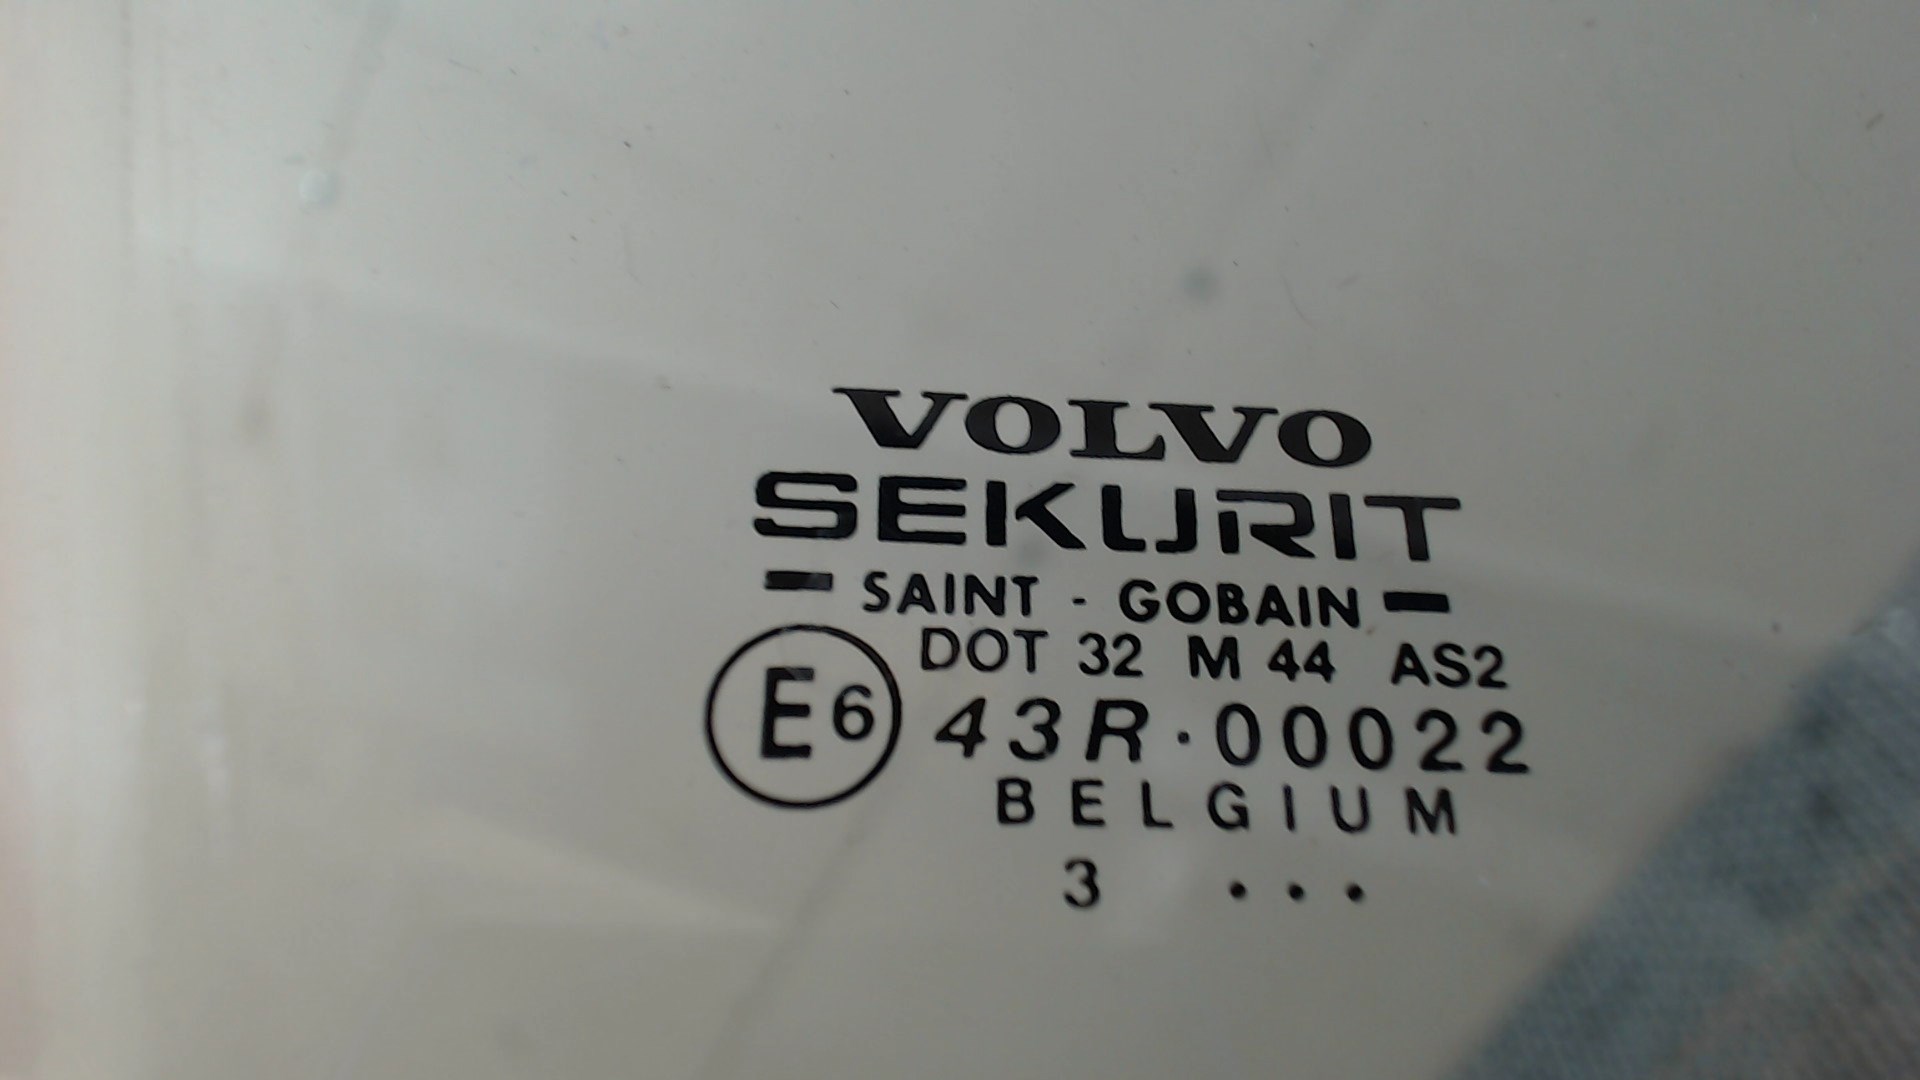 VOLVO
SEKURIT
SAINT - GOBAIN
DOT 32 M 44 AS2
E6 43R·00022
BELGIUM
3 ...